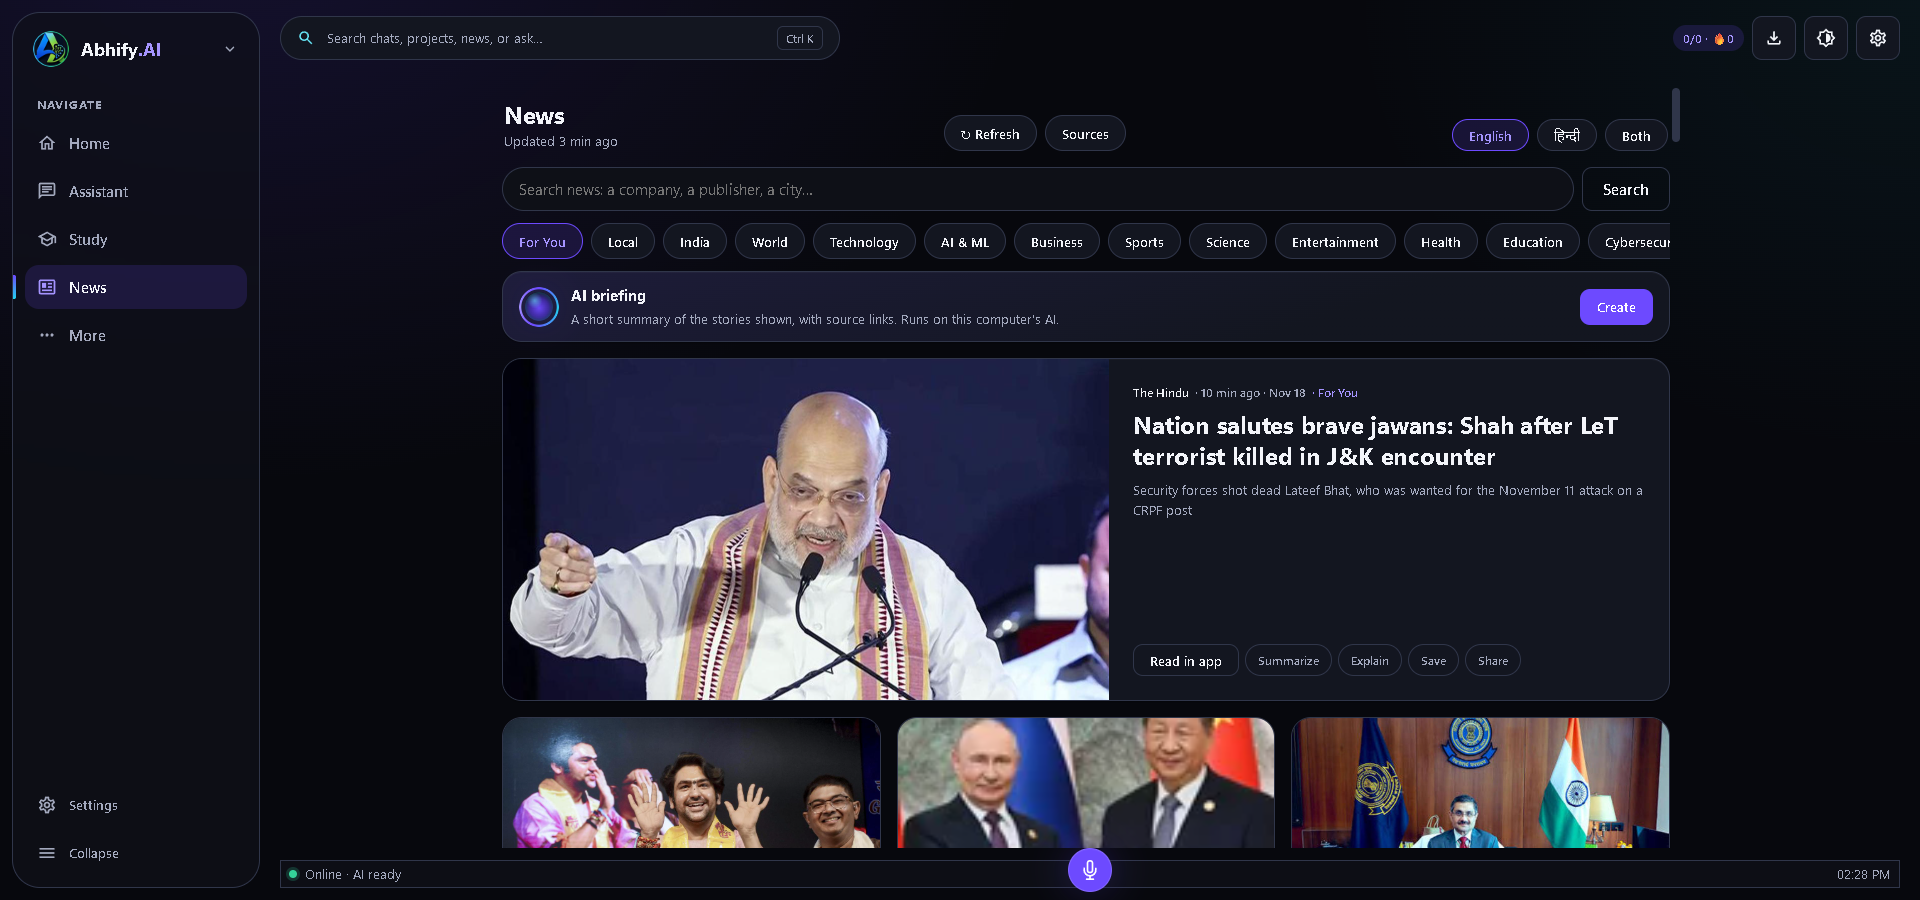 Abhify.AI
Search chats, projects, news, or ask...
Ctrl K
0/0 · 🔥 0
NAVIGATE
Home
Assistant
Study
News
More
Settings
Collapse
News
Updated 3 min ago
↻ Refresh
Sources
English
हिन्दी
Both
Search news: a company, a publisher, a city...
Search
For You
Local
India
World
Technology
AI & ML
Business
Sports
Science
Entertainment
Health
Education
Cybersecur
AI briefing
A short summary of the stories shown, with source links. Runs on this computer's AI.
Create
The Hindu · 10 min ago · Nov 18 · For You
Nation salutes brave jawans: Shah after LeT
terrorist killed in J&K encounter
Security forces shot dead Lateef Bhat, who was wanted for the November 11 attack on a
CRPF post
Read in app
Summarize
Explain
Save
Share
Online · AI ready
02:28 PM